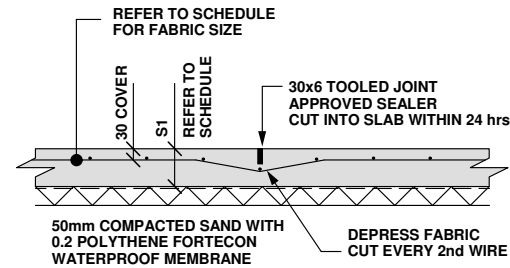 REFER TO SCHEDULE
FOR FABRIC SIZE
30 COVER
S1
REFER TO
SCHEDULE
30x6 TOOLED JOINT
APPROVED SEALER
CUT INTO SLAB WITHIN 24 hrs
50mm COMPACTED SAND WITH
0.2 POLYTHENE FORTECON
WATERPROOF MEMBRANE
DEPRESS FABRIC
CUT EVERY 2nd WIRE